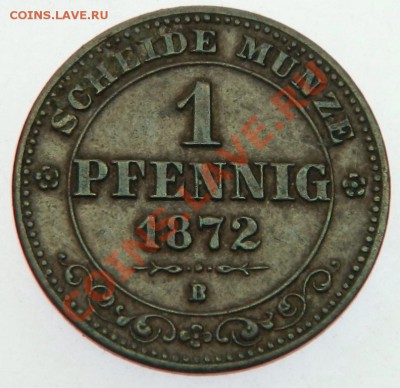 COINS.LAVE.RU
SCHEIDE MUNZE
1
PFENNIG
1872
B
COINS.LAVE.RU